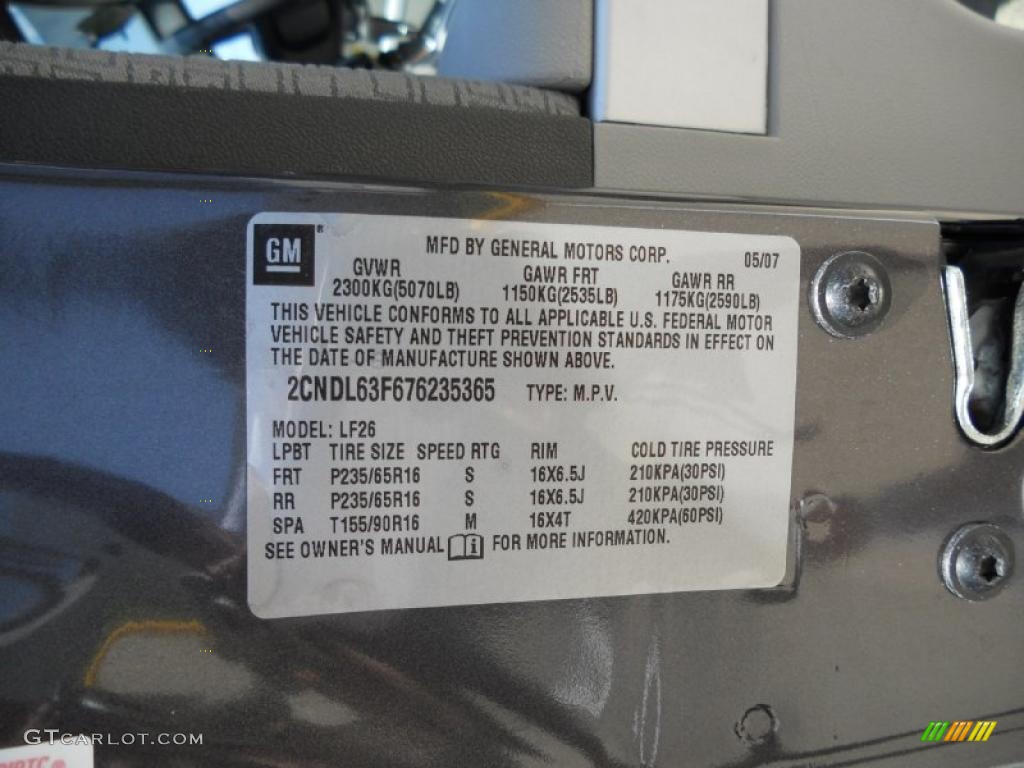 GM®
MFD BY GENERAL MOTORS CORP. 05/07
GVWR GAWR FRT GAWR RR
2300KG(5070LB) 1150KG(2535LB) 1175KG(2590LB)
THIS VEHICLE CONFORMS TO ALL APPLICABLE U.S. FEDERAL MOTOR
VEHICLE SAFETY AND THEFT PREVENTION STANDARDS IN EFFECT ON
THE DATE OF MANUFACTURE SHOWN ABOVE.
2CNDL63F676235365 TYPE: M.P.V.
MODEL: LF26
LPBT TIRE SIZE SPEED RTG RIM COLD TIRE PRESSURE
FRT P235/65R16 S 16X6.5J 210KPA(30PSI)
RR P235/65R16 S 16X6.5J 210KPA(30PSI)
SPA T155/90R16 M 16X4T 420KPA(60PSI)
SEE OWNER'S MANUAL FOR MORE INFORMATION.
GTCARLOT.COM